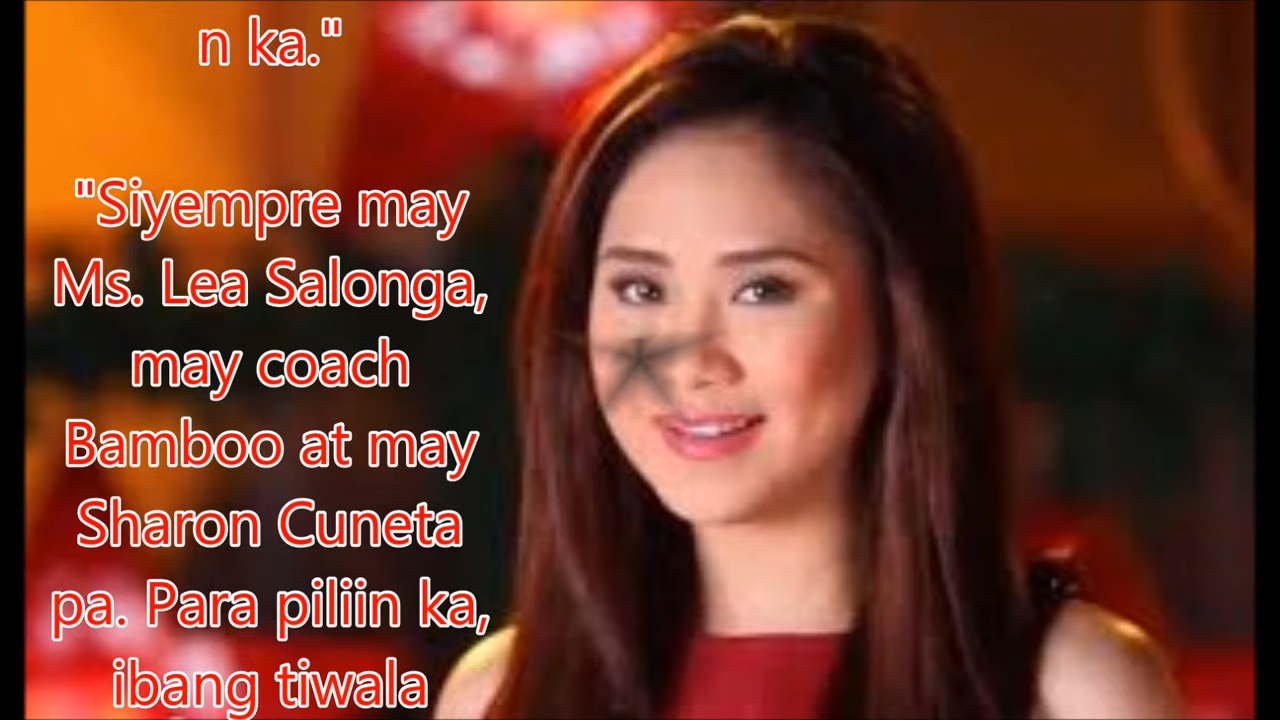 n ka."
"Siyempre may
Ms. Lea Salonga,
may coach
Bamboo at may
Sharon Cuneta
pa. Para piliin ka,
ibang tiwala